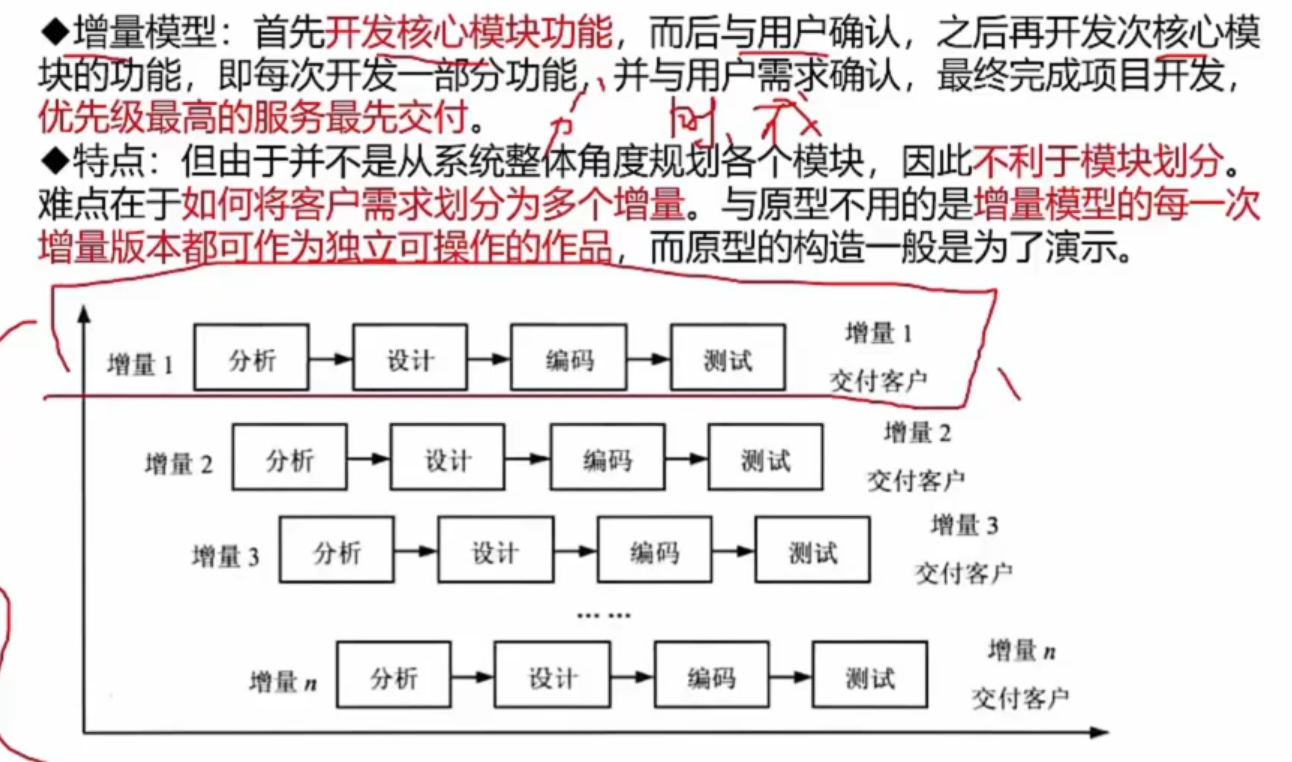 ◆增量模型：首先开发核心模块功能，而后与用户确认，之后再开发次核心模
块的功能，即每次开发一部分功能，并与用户需求确认，最终完成项目开发，
优先级最高的服务最先交付。
◆特点：但由于并不是从系统整体角度规划各个模块，因此不利于模块划分。
难点在于如何将客户需求划分为多个增量。与原型不用的是增量模型的每一次
增量版本都可作为独立可操作的作品，而原型的构造一般是为了演示。
增量 1 分析 设计 编码 测试 增量 1
交付客户
增量 2 分析 设计 编码 测试 增量 2
交付客户
增量 3 分析 设计 编码 测试 增量 3
交付客户
... ...
增量 n 分析 设计 编码 测试 增量 n
交付客户